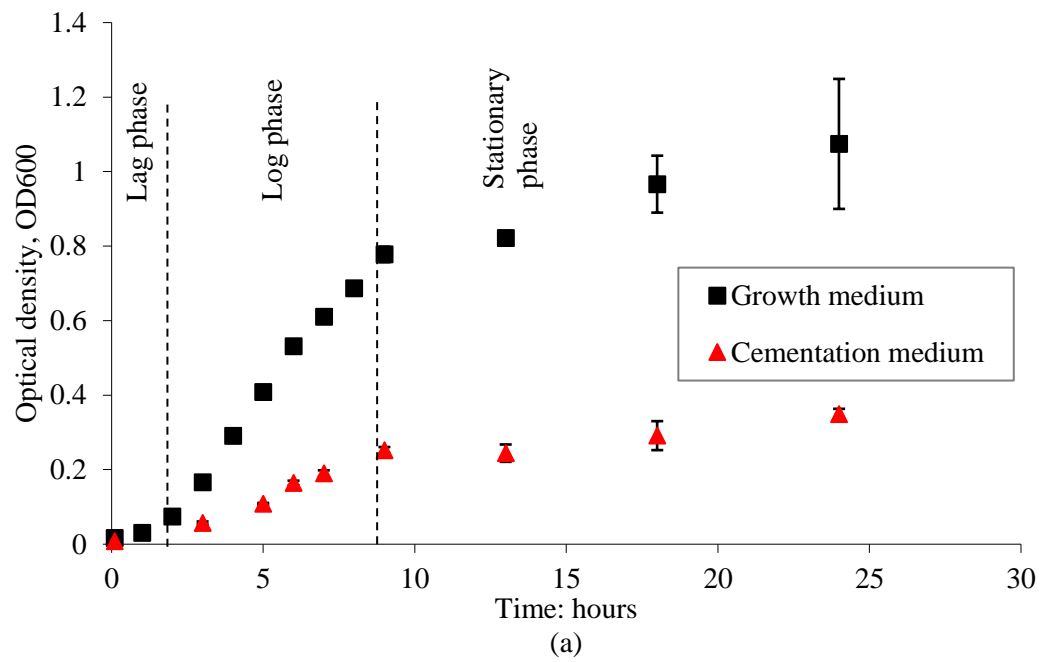 1.4
1.2
1
0.8
0.6
0.4
0.2
0
Optical density, OD600
Lag phase
Log phase
Stationary
phase
Growth medium
Cementation medium
0 5 10 15 20 25 30
Time: hours
(a)